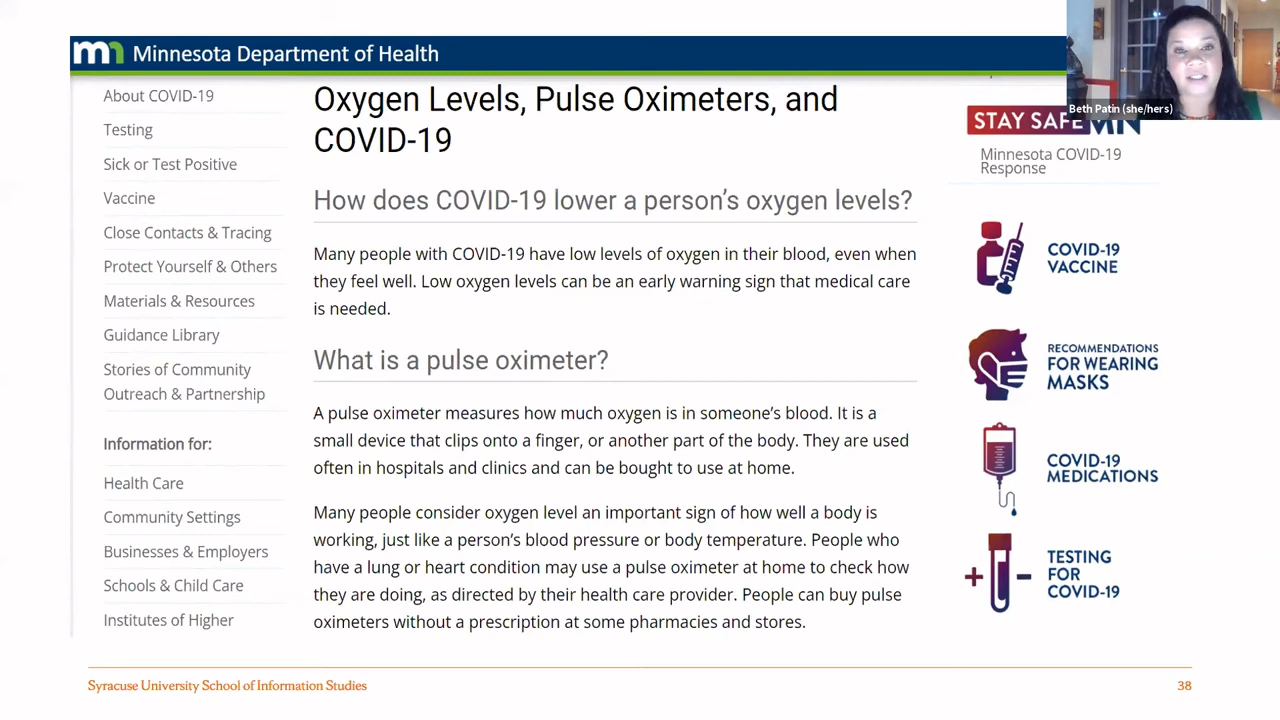 mn Minnesota Department of Health
About COVID-19
Testing
Sick or Test Positive
Vaccine
Close Contacts & Tracing
Protect Yourself & Others
Materials & Resources
Guidance Library
Stories of Community
Outreach & Partnership
Information for:
Health Care
Community Settings
Businesses & Employers
Schools & Child Care
Institutes of Higher
Oxygen Levels, Pulse Oximeters, and
COVID-19
How does COVID-19 lower a person’s oxygen levels?
Many people with COVID-19 have low levels of oxygen in their blood, even when
they feel well. Low oxygen levels can be an early warning sign that medical care
is needed.
What is a pulse oximeter?
A pulse oximeter measures how much oxygen is in someone’s blood. It is a
small device that clips onto a finger, or another part of the body. They are used
often in hospitals and clinics and can be bought to use at home.
Many people consider oxygen level an important sign of how well a body is
working, just like a person’s blood pressure or body temperature. People who
have a lung or heart condition may use a pulse oximeter at home to check how
they are doing, as directed by their health care provider. People can buy pulse
oximeters without a prescription at some pharmacies and stores.
Beth Patin (she/hers)
STAY SAFE MN
Minnesota COVID-19
Response
COVID-19
VACCINE
RECOMMENDATIONS
FOR WEARING
MASKS
COVID-19
MEDICATIONS
TESTING
FOR
COVID-19
Syracuse University School of Information Studies
38